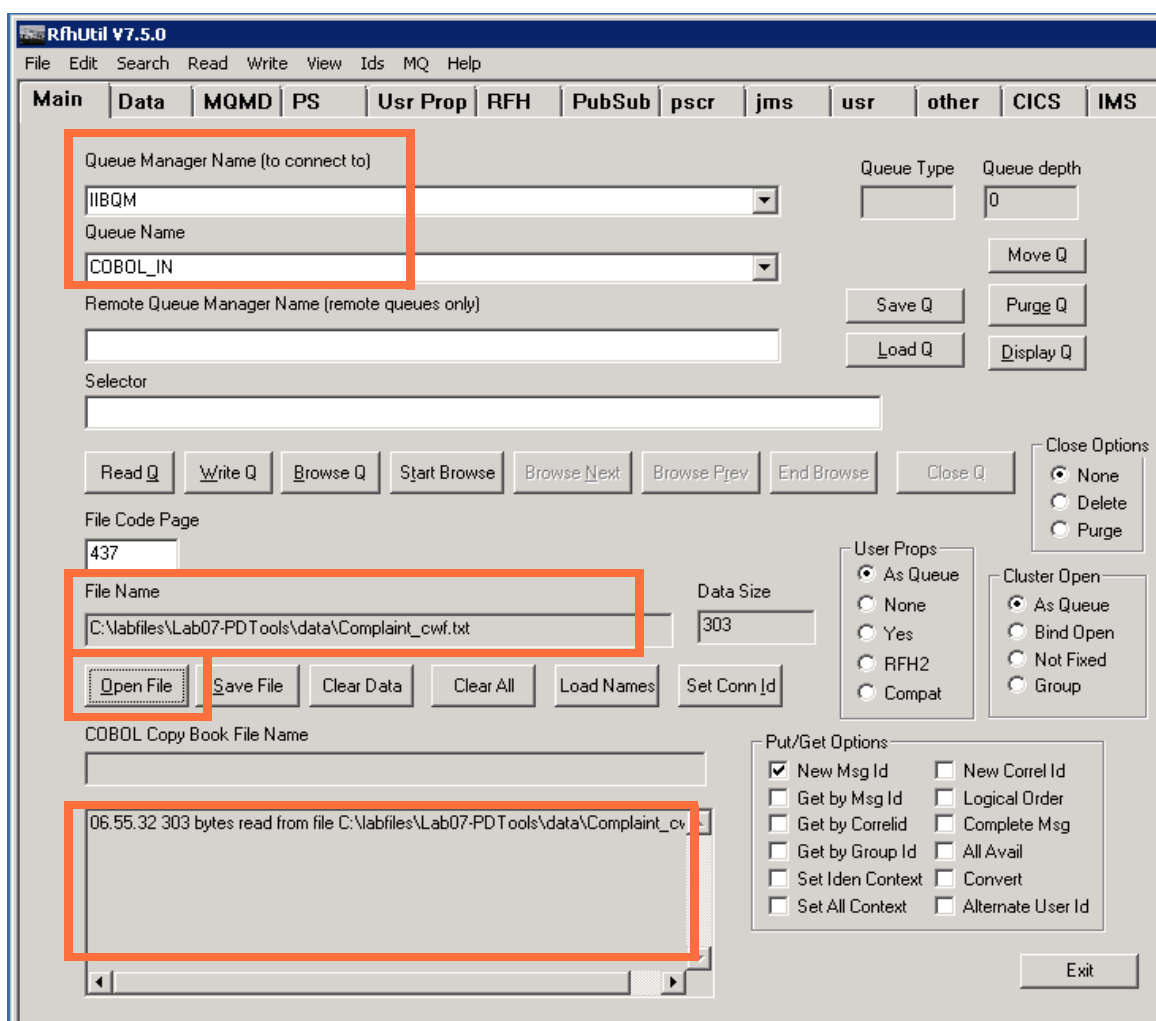 RfhUtil V7.5.0
File Edit Search Read Write View Ids MQ Help
Main Data MQMD PS Usr Prop RFH PubSub pscr jms usr other CICS IMS
Queue Manager Name (to connect to)
Queue Type Queue depth
IIBQM
0
Queue Name
Move Q
COBOL_IN
Remote Queue Manager Name (remote queues only)
Save Q Purge Q
Load Q Display Q
Selector
Close Options
Read Q Write Q Browse Q Start Browse Browse Next Browse Prev End Browse Close Q
None
Delete
Purge
File Code Page
437
User Props
As Queue
None
Yes
RFH2
Compat
Cluster Open
As Queue
Bind Open
Not Fixed
Group
File Name
Data Size
C:\labfiles\Lab07-PDTools\data\Complaint_cwf.txt
303
Open File Save File Clear Data Clear All Load Names Set Conn Id
COBOL Copy Book File Name
Put/Get Options
New Msg Id New Correl Id
Get by Msg Id Logical Order
Get by Correlid Complete Msg
Get by Group Id All Avail
Set Iden Context Convert
Set All Context Alternate User Id
06.55.32 303 bytes read from file C:\labfiles\Lab07-PDTools\data\Complaint_cw
Exit